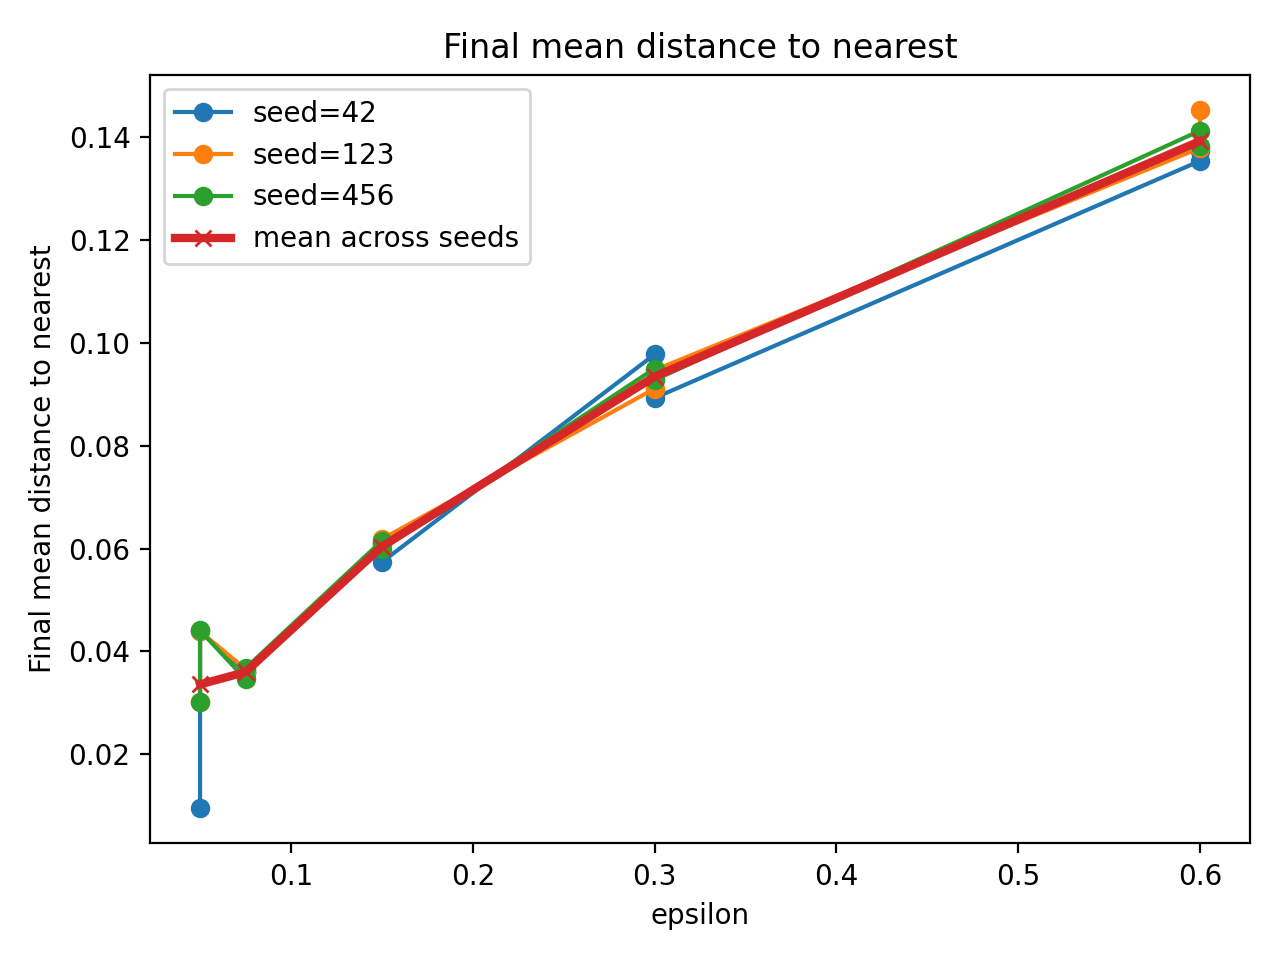 Final mean distance to nearest
seed=42
seed=123
seed=456
mean across seeds
Final mean distance to nearest
0.14
0.12
0.10
0.08
0.06
0.04
0.02
0.1 0.2 0.3 0.4 0.5 0.6
epsilon